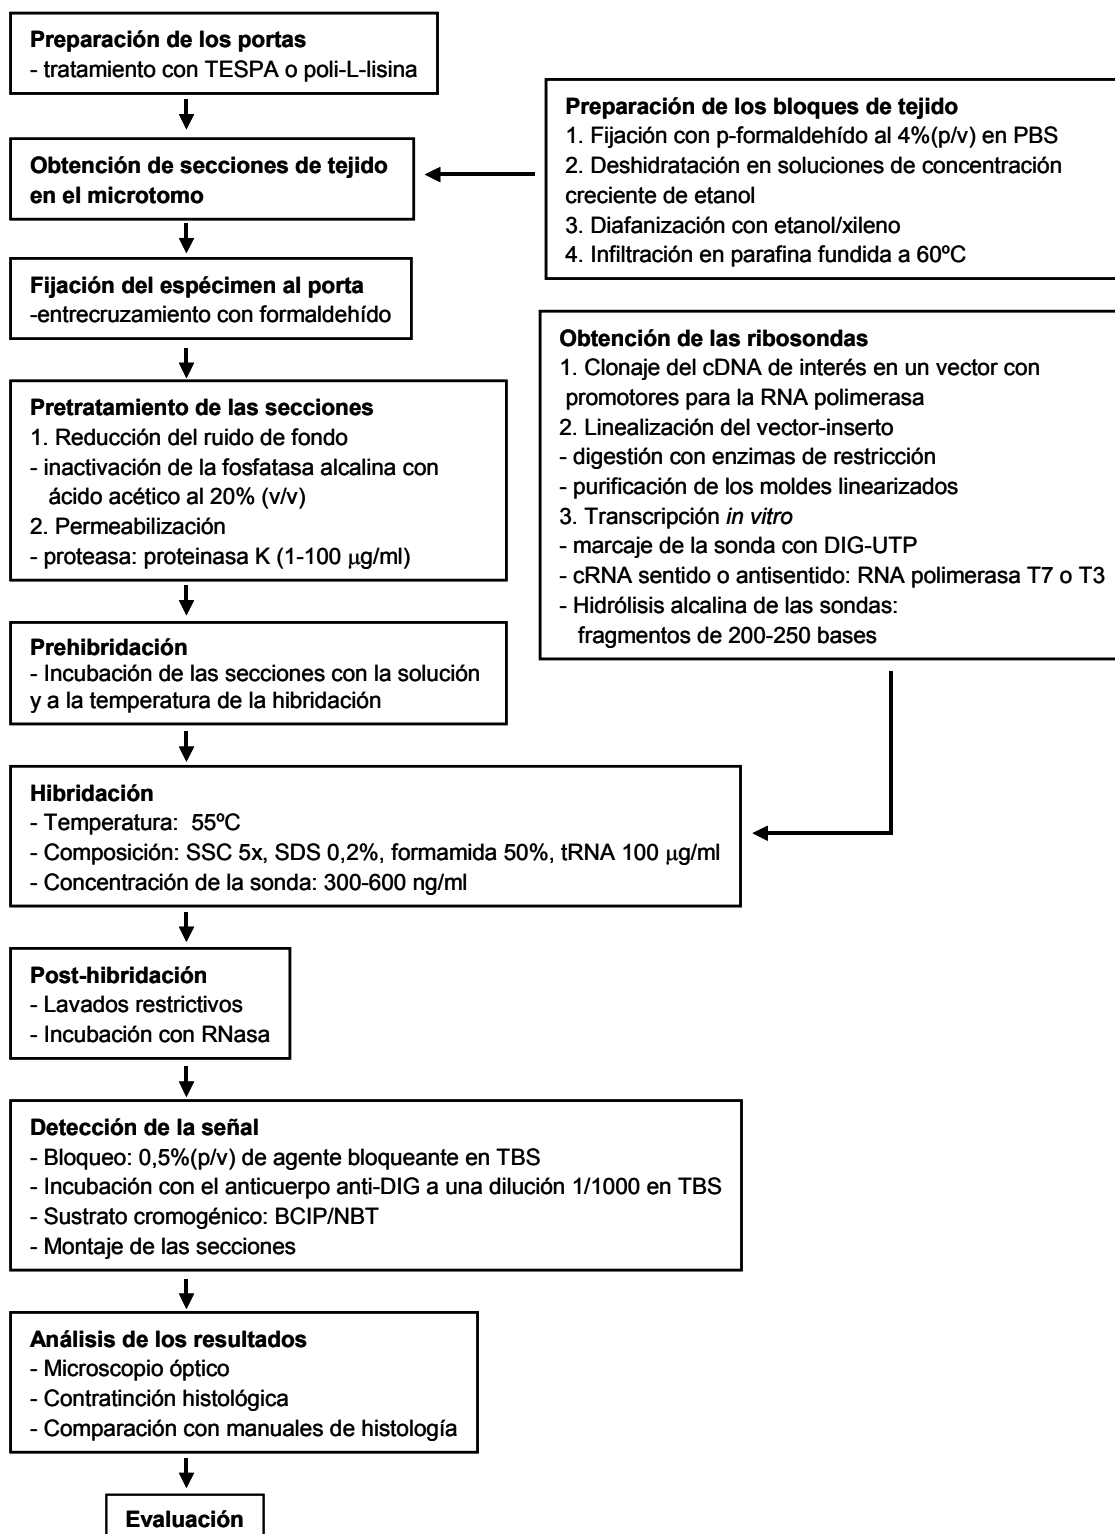 Preparación de los portas
- tratamiento con TESPA o poli-L-lisina
Preparación de los bloques de tejido
1. Fijación con p-formaldehído al 4%(p/v) en PBS
2. Deshidratación en soluciones de concentración
creciente de etanol
3. Diafanización con etanol/xileno
4. Infiltración en parafina fundida a 60ºC
Obtención de secciones de tejido
en el microtomo
Fijación del espécimen al porta
-entrecruzamiento con formaldehído
Obtención de las ribosondas
1. Clonaje del cDNA de interés en un vector con
promotores para la RNA polimerasa
2. Linealización del vector-inserto
- digestión con enzimas de restricción
- purificación de los moldes linearizados
3. Transcripción in vitro
- marcaje de la sonda con DIG-UTP
- cRNA sentido o antisentido: RNA polimerasa T7 o T3
- Hidrólisis alcalina de las sondas:
fragmentos de 200-250 bases
Pretratamiento de las secciones
1. Reducción del ruido de fondo
- inactivación de la fosfatasa alcalina con
ácido acético al 20% (v/v)
2. Permeabilización
- proteasa: proteinasa K (1-100 μg/ml)
Prehibridación
- Incubación de las secciones con la solución
y a la temperatura de la hibridación
Hibridación
- Temperatura: 55ºC
- Composición: SSC 5x, SDS 0,2%, formamida 50%, tRNA 100 μg/ml
- Concentración de la sonda: 300-600 ng/ml
Post-hibridación
- Lavados restrictivos
- Incubación con RNasa
Detección de la señal
- Bloqueo: 0,5%(p/v) de agente bloqueante en TBS
- Incubación con el anticuerpo anti-DIG a una dilución 1/1000 en TBS
- Sustrato cromogénico: BCIP/NBT
- Montaje de las secciones
Análisis de los resultados
- Microscopio óptico
- Contratinción histológica
- Comparación con manuales de histología
Evaluación